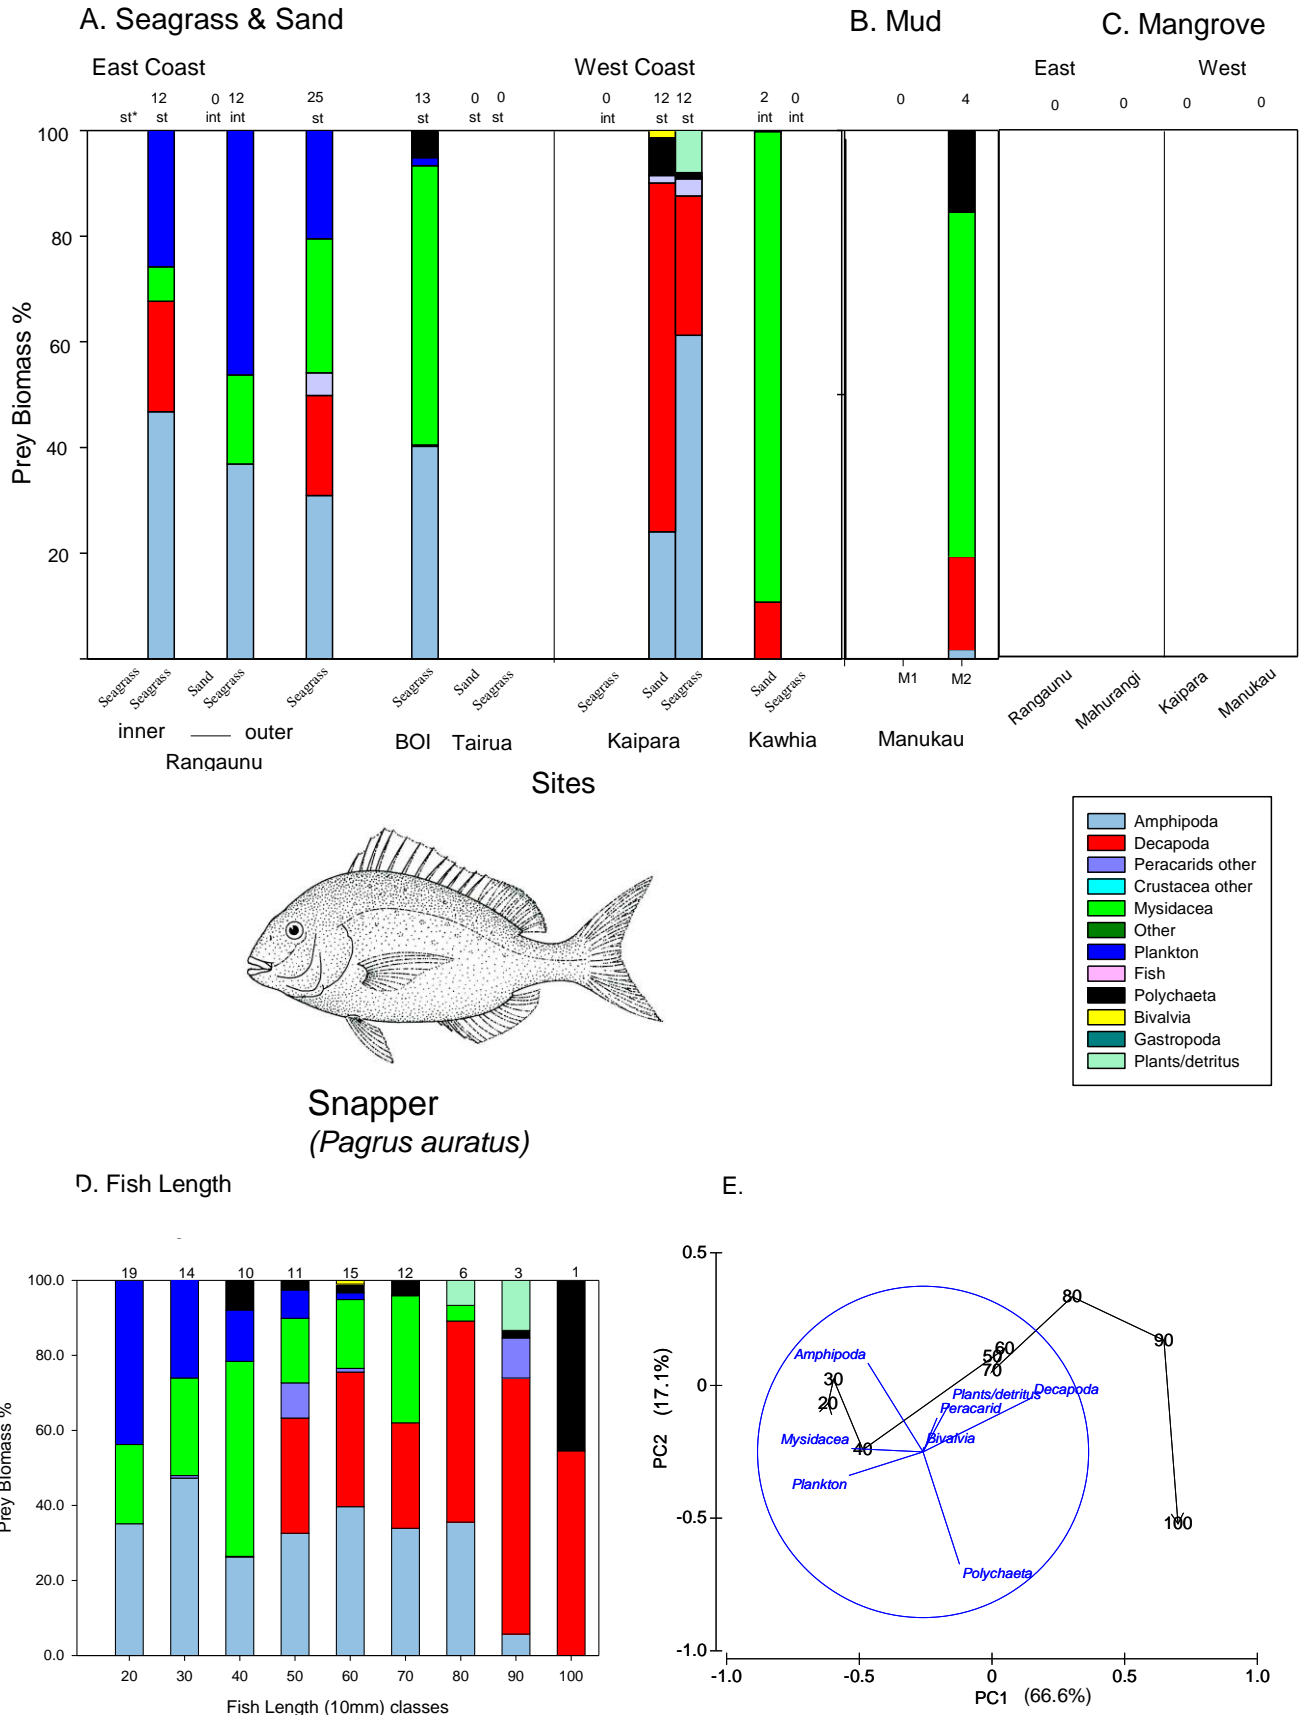 A. Seagrass & Sand
B. Mud
C. Mangrove
East Coast
West Coast
East
West
12 0 12 25 13 0 0 0 12 12 2 0 0 4 0 0 0 0
st* st int int st st st st int st st int int
100
80
60
40
20
Prey Biomass %
Seagrass Seagrass Sand Seagrass Seagrass Seagrass Sand Seagrass Seagrass Sand Seagrass Sand Seagrass M1 M2 Rangaunu Mahurangi Kaipara Manukau
inner outer
Rangaunu
BOI Tairua Kaipara Kawhia Manukau
Sites
Amphipoda
Decapoda
Peracarids other
Crustacea other
Mysidacea
Other
Plankton
Fish
Polychaeta
Bivalvia
Gastropoda
Plants/detritus
Snapper
(Pagrus auratus)
D. Fish Length
19 14 10 11 15 12 6 3 1
100.0
80.0
60.0
40.0
20.0
0.0
Prey BIomass %
20 30 40 50 60 70 80 90 100
Fish Length (10mm) classes
E.
0.5
0
-0.5
-1.0
PC2 (17.1%)
80
90
60
50
70
30
20
40
100
Amphipoda
Plants/detritus
Decapoda
Peracarid
Mysidacea
Bivalvia
Plankton
Polychaeta
-1.0 -0.5 0 0.5 1.0
PC1 (66.6%)